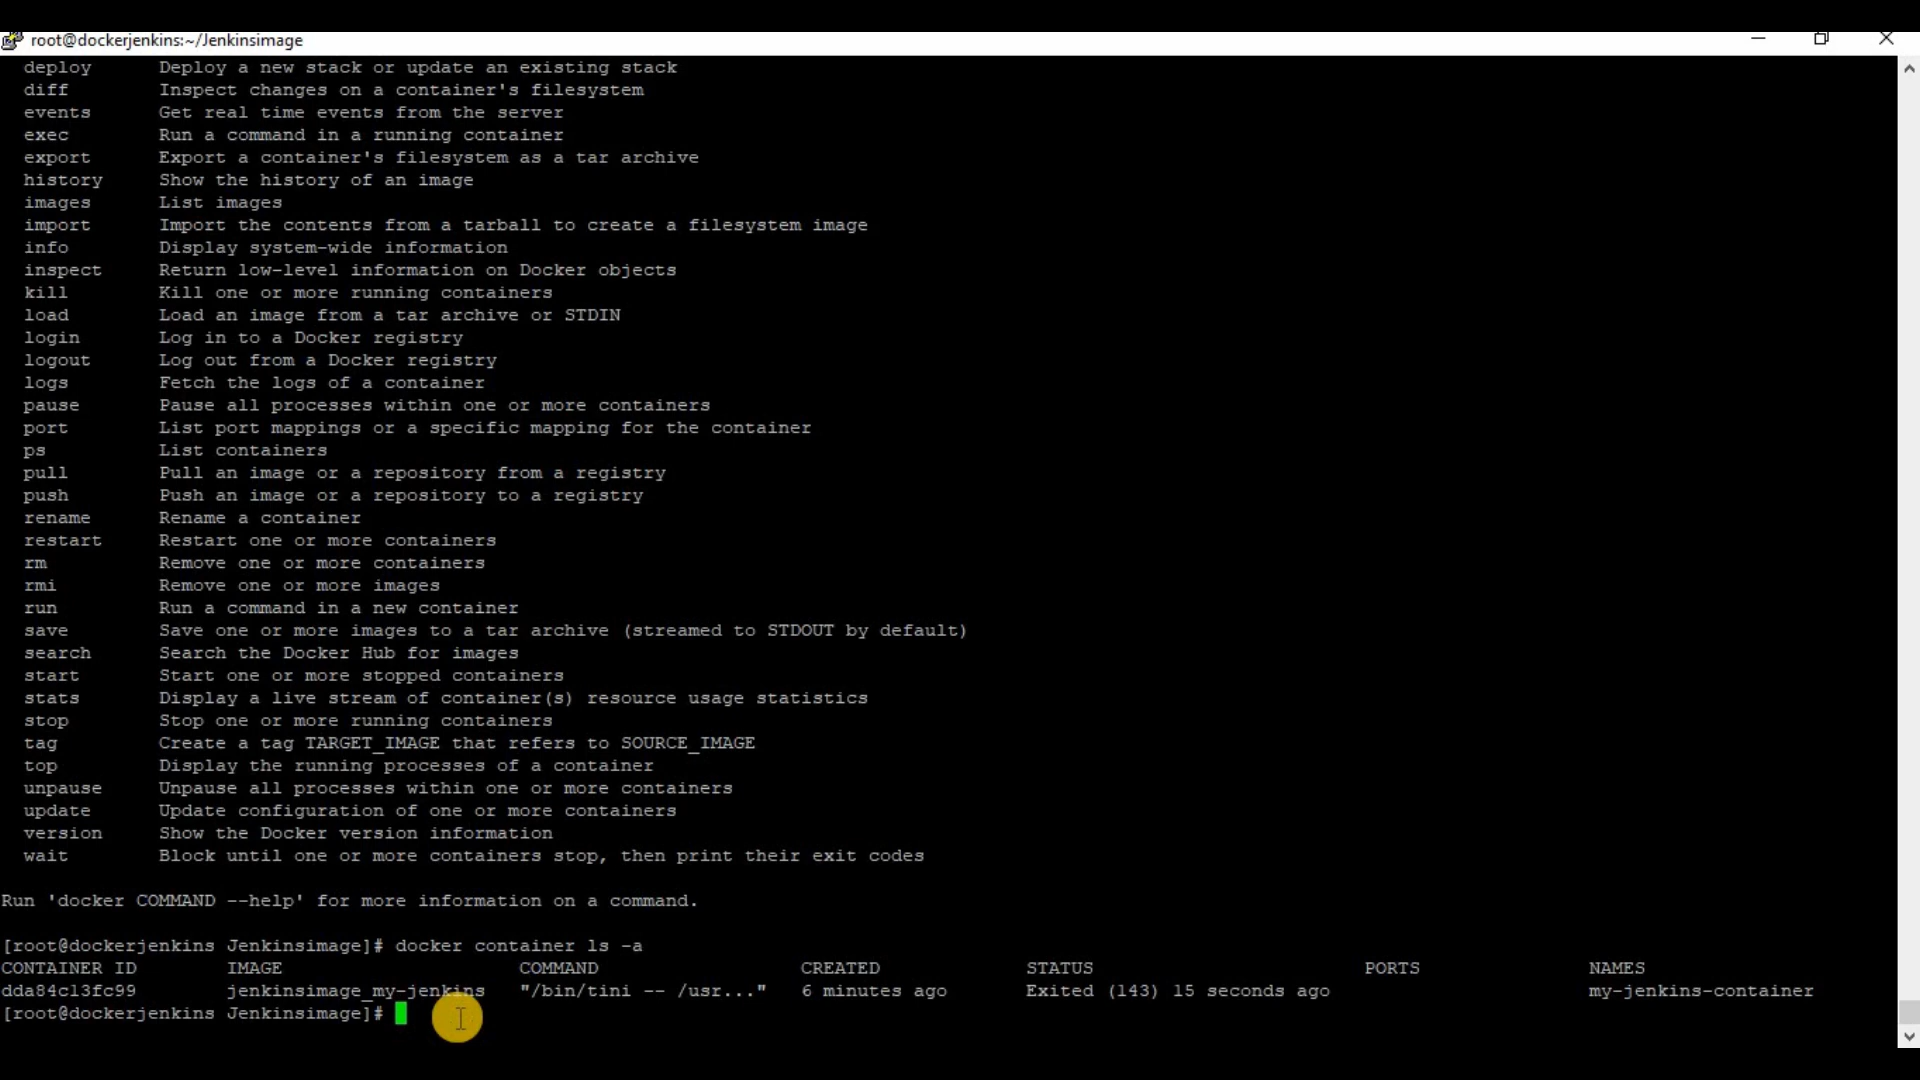 root@dockerjenkins:~/Jenkinsimage
deploy Deploy a new stack or update an existing stack
diff Inspect changes on a container's filesystem
events Get real time events from the server
exec Run a command in a running container
export Export a container's filesystem as a tar archive
history Show the history of an image
images List images
import Import the contents from a tarball to create a filesystem image
info Display system-wide information
inspect Return low-level information on Docker objects
kill Kill one or more running containers
load Load an image from a tar archive or STDIN
login Log in to a Docker registry
logout Log out from a Docker registry
logs Fetch the logs of a container
pause Pause all processes within one or more containers
port List port mappings or a specific mapping for the container
ps List containers
pull Pull an image or a repository from a registry
push Push an image or a repository to a registry
rename Rename a container
restart Restart one or more containers
rm Remove one or more containers
rmi Remove one or more images
run Run a command in a new container
save Save one or more images to a tar archive (streamed to STDOUT by default)
search Search the Docker Hub for images
start Start one or more stopped containers
stats Display a live stream of container(s) resource usage statistics
stop Stop one or more running containers
tag Create a tag TARGET_IMAGE that refers to SOURCE_IMAGE
top Display the running processes of a container
unpause Unpause all processes within one or more containers
update Update configuration of one or more containers
version Show the Docker version information
wait Block until one or more containers stop, then print their exit codes
Run 'docker COMMAND --help' for more information on a command.
[root@dockerjenkins Jenkinsimage]# docker container ls -a
CONTAINER ID IMAGE COMMAND CREATED STATUS PORTS NAMES
dda84c13fc99 jenkinsimage_my-jenkins "/bin/tini -- /usr..." 6 minutes ago Exited (143) 15 seconds ago my-jenkins-container
[root@dockerjenkins Jenkinsimage]#